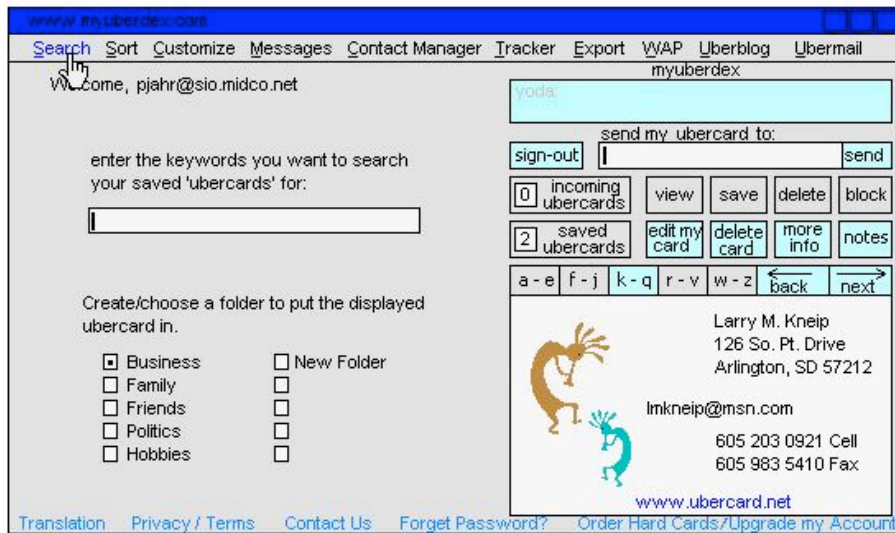 www.myuberdex.com
Search Sort Customize Messages Contact Manager Tracker Export WAP Uberblog Ubermail
Welcome, pjahr@sio.midco.net
myuberdex
yoda:
send my ubercard to:
sign-out send
enter the keywords you want to search
your saved 'ubercards' for:
0 incoming ubercards view save delete block
2 saved ubercards edit my card delete card more info notes
a - e f - j k - q r - v w - z back next
Create/choose a folder to put the displayed
ubercard in.
Business New Folder
Family
Friends
Politics
Hobbies
Larry M. Kneip
126 So. Pt. Drive
Arlington, SD 57212
lmkneip@msn.com
605 203 0921 Cell
605 983 5410 Fax
www.ubercard.net
Translation Privacy / Terms Contact Us Forget Password? Order Hard Cards/Upgrade my Account